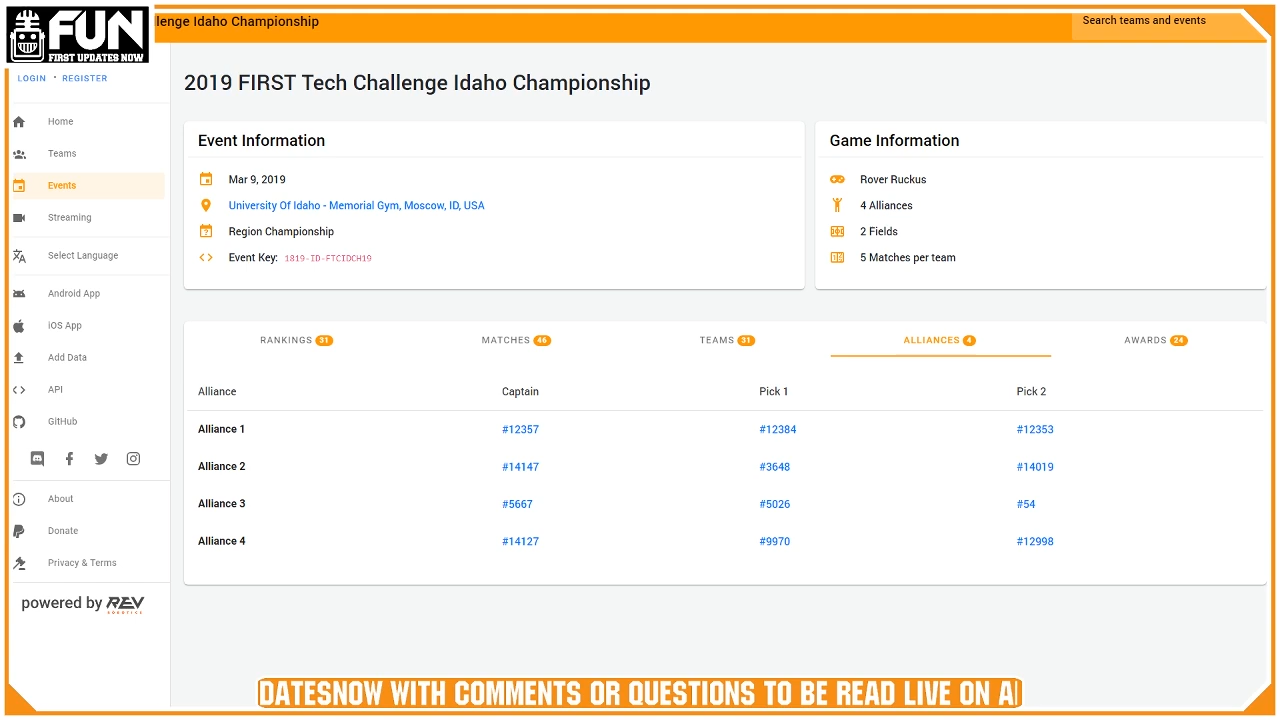 FUN
FIRST UPDATES NOW
lenge Idaho Championship
Search teams and events
LOGIN · REGISTER
Home
Teams
Events
Streaming
Select Language
Android App
iOS App
Add Data
API
GitHub
About
Donate
Privacy & Terms
powered by REV
ROBOTICS
2019 FIRST Tech Challenge Idaho Championship
Event Information
Mar 9, 2019
University Of Idaho - Memorial Gym, Moscow, ID, USA
Region Championship
Event Key: 1819-ID-FTCIDCH19
Game Information
Rover Ruckus
4 Alliances
2 Fields
5 Matches per team
RANKINGS 31 MATCHES 46 TEAMS 31 ALLIANCES 4 AWARDS 24
Alliance Captain Pick 1 Pick 2
Alliance 1 #12357 #12384 #12353
Alliance 2 #14147 #3648 #14019
Alliance 3 #5667 #5026 #54
Alliance 4 #14127 #9970 #12998
DATESNOW WITH COMMENTS OR QUESTIONS TO BE READ LIVE ON A